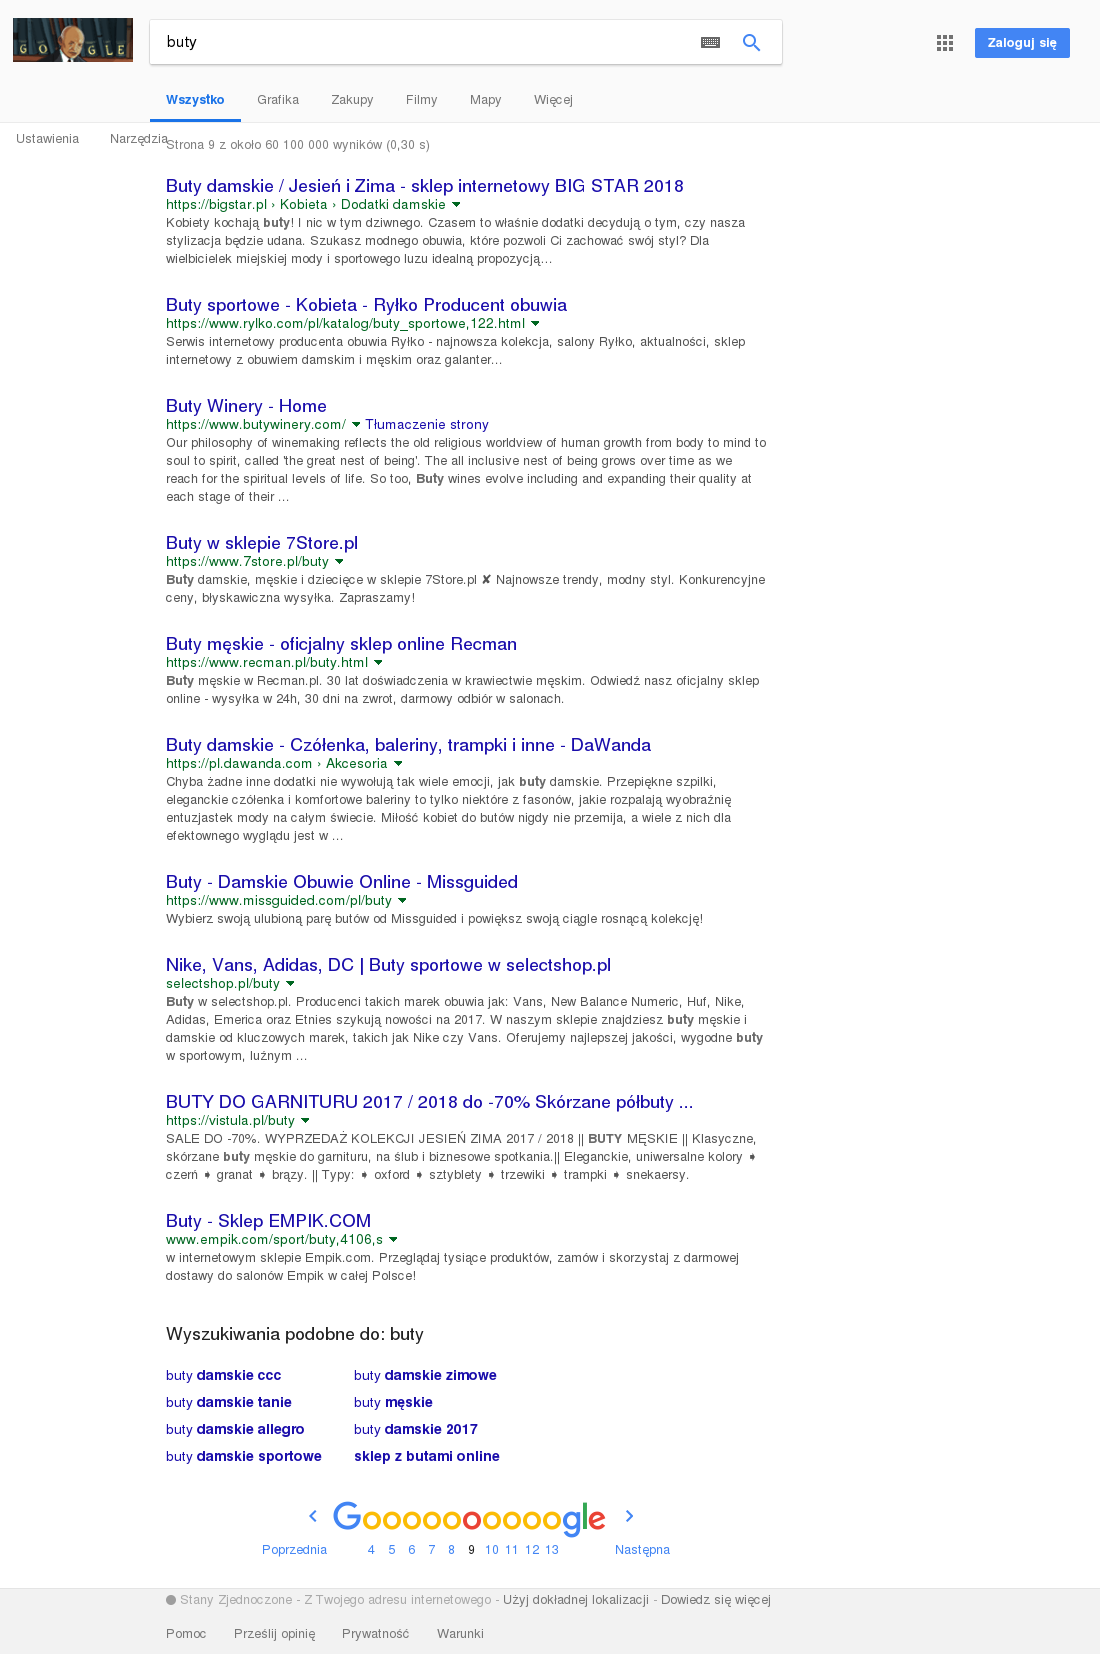 GOOGLE
buty
Zaloguj się
Wszystko Grafika Zakupy Filmy Mapy Więcej
Ustawienia Narzędzia
Strona 9 z około 60 100 000 wyników (0,30 s)
Buty damskie / Jesień i Zima - sklep internetowy BIG STAR 2018
https://bigstar.pl › Kobieta › Dodatki damskie
Kobiety kochają buty! I nic w tym dziwnego. Czasem to właśnie dodatki decydują o tym, czy nasza
stylizacja będzie udana. Szukasz modnego obuwia, które pozwoli Ci zachować swój styl? Dla
wielbicielek miejskiej mody i sportowego luzu idealną propozycją...
Buty sportowe - Kobieta - Ryłko Producent obuwia
https://www.rylko.com/pl/katalog/buty_sportowe,122.html
Serwis internetowy producenta obuwia Ryłko - najnowsza kolekcja, salony Ryłko, aktualności, sklep
internetowy z obuwiem damskim i męskim oraz galanter...
Buty Winery - Home
https://www.butywinery.com/ Tłumaczenie strony
Our philosophy of winemaking reflects the old religious worldview of human growth from body to mind to
soul to spirit, called 'the great nest of being'. The all inclusive nest of being grows over time as we
reach for the spiritual levels of life. So too, Buty wines evolve including and expanding their quality at
each stage of their ...
Buty w sklepie 7Store.pl
https://www.7store.pl/buty
Buty damskie, męskie i dziecięce w sklepie 7Store.pl ✘ Najnowsze trendy, modny styl. Konkurencyjne
ceny, błyskawiczna wysyłka. Zapraszamy!
Buty męskie - oficjalny sklep online Recman
https://www.recman.pl/buty.html
Buty męskie w Recman.pl. 30 lat doświadczenia w krawiectwie męskim. Odwiedź nasz oficjalny sklep
online - wysyłka w 24h, 30 dni na zwrot, darmowy odbiór w salonach.
Buty damskie - Czółenka, baleriny, trampki i inne - DaWanda
https://pl.dawanda.com › Akcesoria
Chyba żadne inne dodatki nie wywołują tak wiele emocji, jak buty damskie. Przepiękne szpilki,
eleganckie czółenka i komfortowe baleriny to tylko niektóre z fasonów, jakie rozpalają wyobraźnię
entuzjastek mody na całym świecie. Miłość kobiet do butów nigdy nie przemija, a wiele z nich dla
efektownego wyglądu jest w ...
Buty - Damskie Obuwie Online - Missguided
https://www.missguided.com/pl/buty
Wybierz swoją ulubioną parę butów od Missguided i powiększ swoją ciągle rosnącą kolekcję!
Nike, Vans, Adidas, DC | Buty sportowe w selectshop.pl
selectshop.pl/buty
Buty w selectshop.pl. Producenci takich marek obuwia jak: Vans, New Balance Numeric, Huf, Nike,
Adidas, Emerica oraz Etnies szykują nowości na 2017. W naszym sklepie znajdziesz buty męskie i
damskie od kluczowych marek, takich jak Nike czy Vans. Oferujemy najlepszej jakości, wygodne buty
w sportowym, luźnym ...
BUTY DO GARNITURU 2017 / 2018 do -70% Skórzane półbuty ...
https://vistula.pl/buty
SALE DO -70%. WYPRZEDAŻ KOLEKCJI JESIEŃ ZIMA 2017 / 2018 || BUTY MĘSKIE || Klasyczne,
skórzane buty męskie do garnituru, na ślub i biznesowe spotkania.|| Eleganckie, uniwersalne kolory ➧
czerń ➧ granat ➧ brązy. || Typy: ➧ oxford ➧ sztyblety ➧ trzewiki ➧ trampki ➧ snekaersy.
Buty - Sklep EMPIK.COM
www.empik.com/sport/buty,4106,s
w internetowym sklepie Empik.com. Przeglądaj tysiące produktów, zamów i skorzystaj z darmowej
dostawy do salonów Empik w całej Polsce!
Wyszukiwania podobne do: buty
buty damskie ccc buty damskie zimowe
buty damskie tanie buty męskie
buty damskie allegro buty damskie 2017
buty damskie sportowe sklep z butami online
Goooooooooogle
Poprzednia 4 5 6 7 8 9 10 11 12 13 Następna
Stany Zjednoczone - Z Twojego adresu internetowego - Użyj dokładnej lokalizacji - Dowiedz się więcej
Pomoc Prześlij opinię Prywatność Warunki